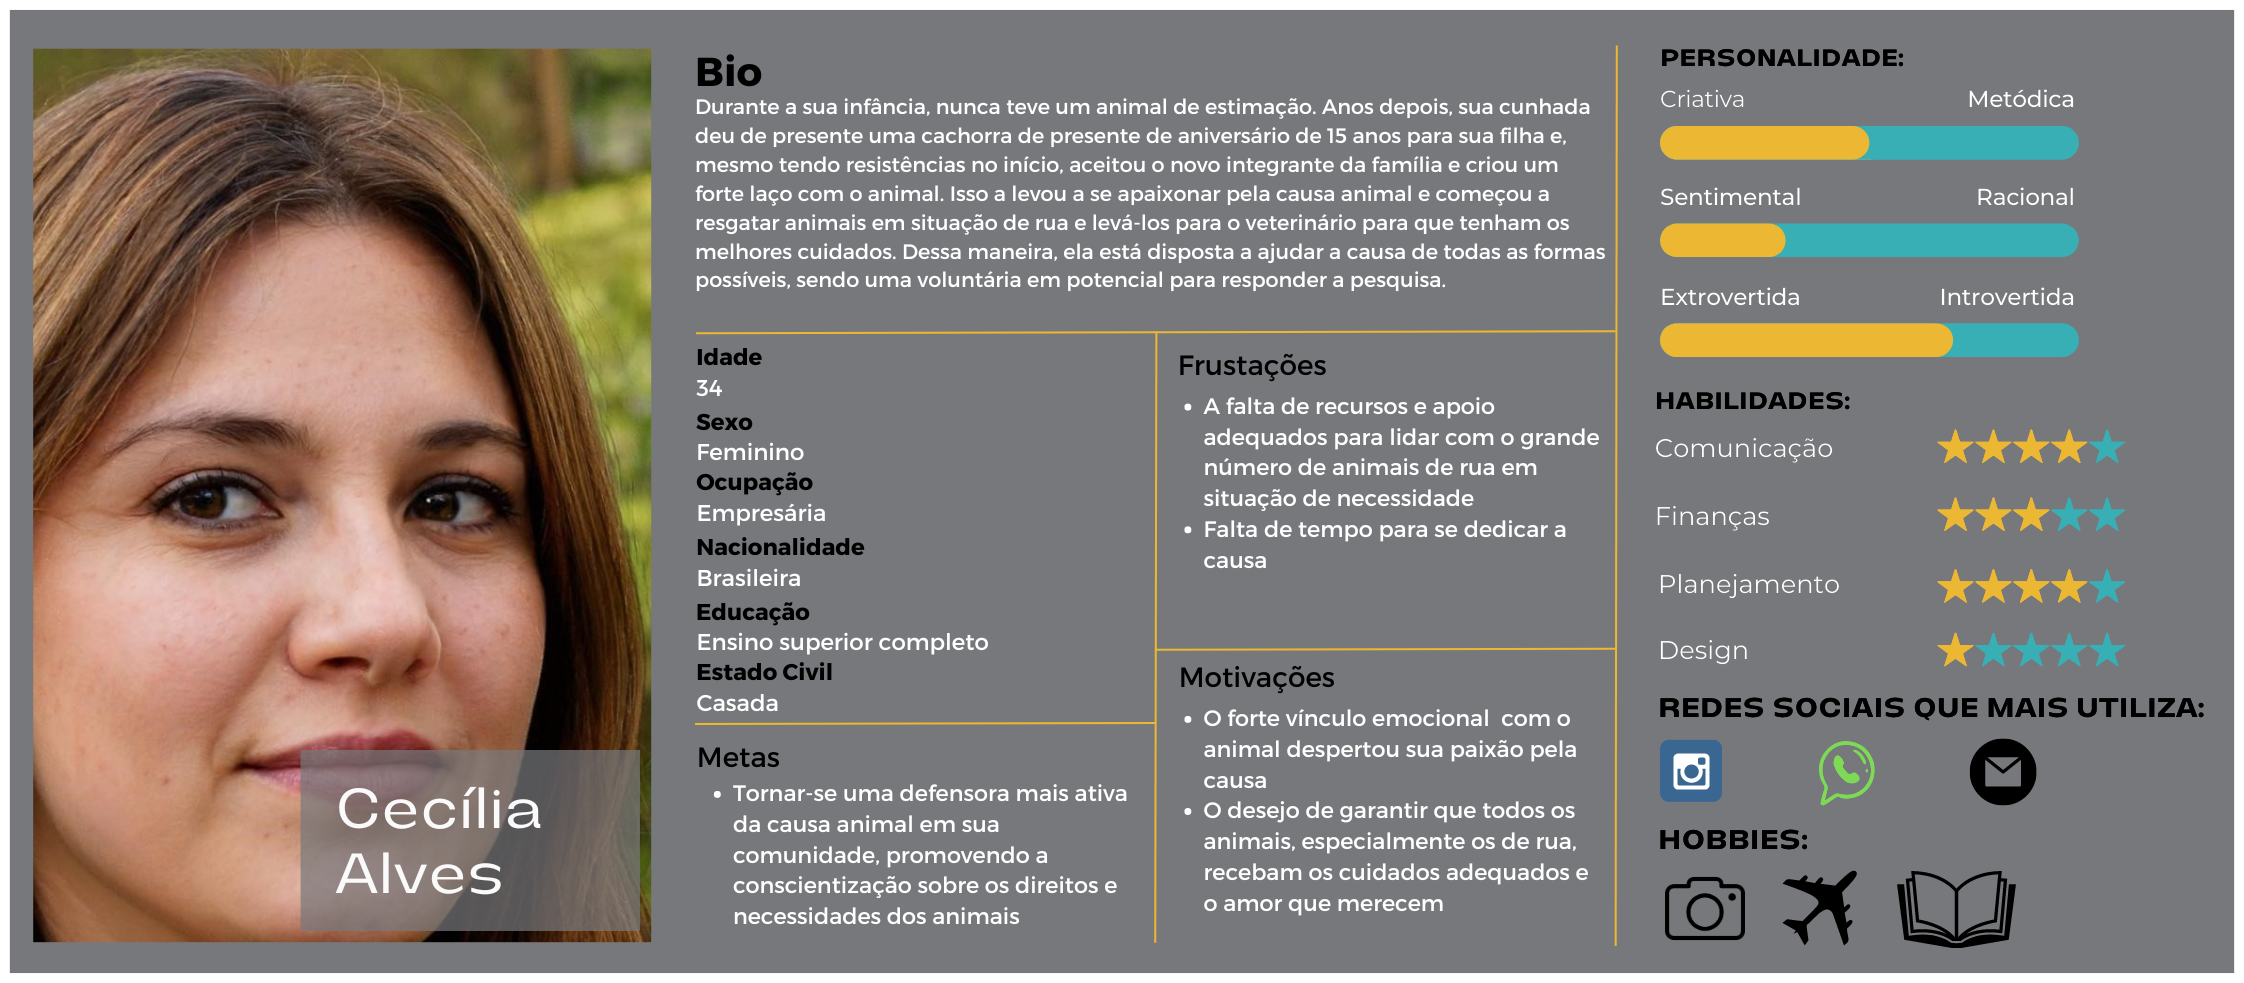 Cecília
Alves
Bio
Durante a sua infância, nunca teve um animal de estimação. Anos depois, sua cunhada
deu de presente uma cachorra de presente de aniversário de 15 anos para sua filha e,
mesmo tendo resistências no início, aceitou o novo integrante da família e criou um
forte laço com o animal. Isso a levou a se apaixonar pela causa animal e começou a
resgatar animais em situação de rua e levá-los para o veterinário para que tenham os
melhores cuidados. Dessa maneira, ela está disposta a ajudar a causa de todas as formas
possíveis, sendo uma voluntária em potencial para responder a pesquisa.
Idade
34
Sexo
Feminino
Ocupação
Empresária
Nacionalidade
Brasileira
Educação
Ensino superior completo
Estado Civil
Casada
Metas
• Tornar-se uma defensora mais ativa
da causa animal em sua
comunidade, promovendo a
conscientização sobre os direitos e
necessidades dos animais
Frustações
• A falta de recursos e apoio
adequados para lidar com o grande
número de animais de rua em
situação de necessidade
• Falta de tempo para se dedicar a
causa
Motivações
• O forte vínculo emocional com o
animal despertou sua paixão pela
causa
• O desejo de garantir que todos os
animais, especialmente os de rua,
recebam os cuidados adequados e
o amor que merecem
PERSONALIDADE:
Criativa Metódica
Sentimental Racional
Extrovertida Introvertida
HABILIDADES:
Comunicação
Finanças
Planejamento
Design
REDES SOCIAIS QUE MAIS UTILIZA:
HOBBIES: